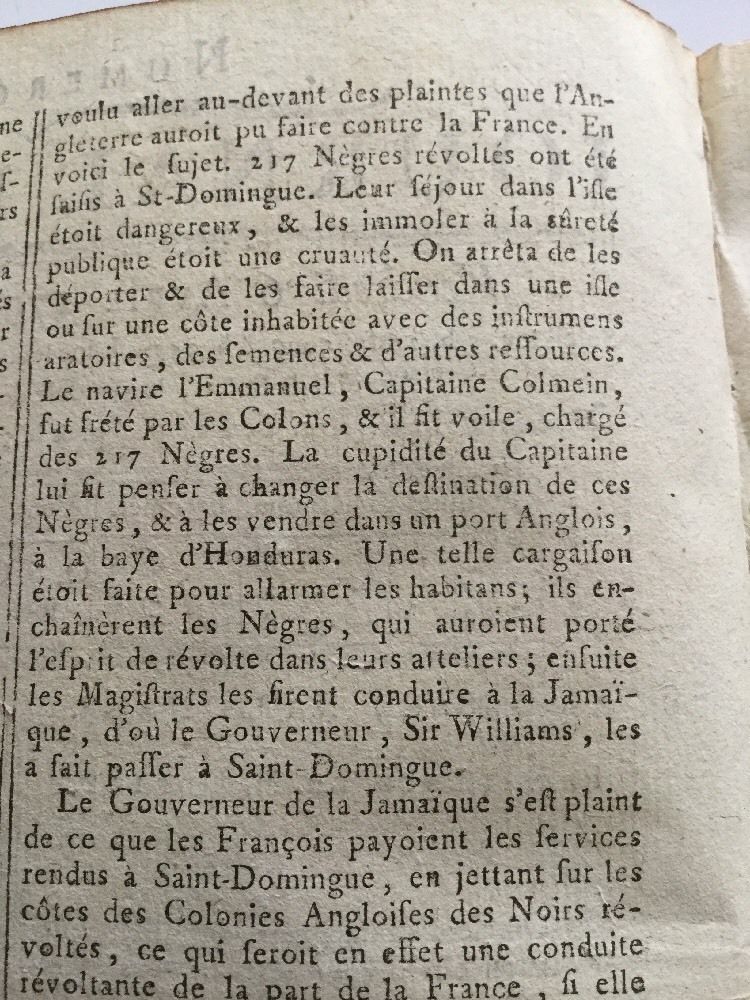 voulu aller au-devant des plaintes que l'An-
gleterre auroit pu faire contre la France. En
voici le ſujet. 217 Nègres révoltés ont été
ſaiſis à St-Domingue. Leur ſéjour dans l'iſle
étoit dangereux, & les immoler à la sûreté
publique étoit une cruauté. On arrêta de les
déporter & de les faire laiſſer dans une iſle
ou ſur une côte inhabitée avec des inſtrumens
aratoires, des ſemences & d'autres reſſources.
Le navire l'Emmanuel, Capitaine Colmein,
fut frété par les Colons, & il fit voile, chargé
des 217 Nègres. La cupidité du Capitaine
lui fit penſer à changer la deſtination de ces
Nègres, & à les vendre dans un port Anglois,
à la baye d'Honduras. Une telle cargaiſon
étoit faite pour allarmer les habitans; ils en-
chaînèrent les Nègres, qui auroient porté
l'eſprit de révolte dans leurs atteliers; enſuite
les Magiſtrats les firent conduire à la Jamaï-
que, d'où le Gouverneur, Sir Williams, les
a fait paſſer à Saint-Domingue.
Le Gouverneur de la Jamaïque s'eſt plaint
de ce que les François payoient les ſervices
rendus à Saint-Domingue, en jettant ſur les
côtes des Colonies Angloiſes des Noirs ré-
voltés, ce qui ſeroit en effet une conduite
révoltante de la part de la France, ſi elle